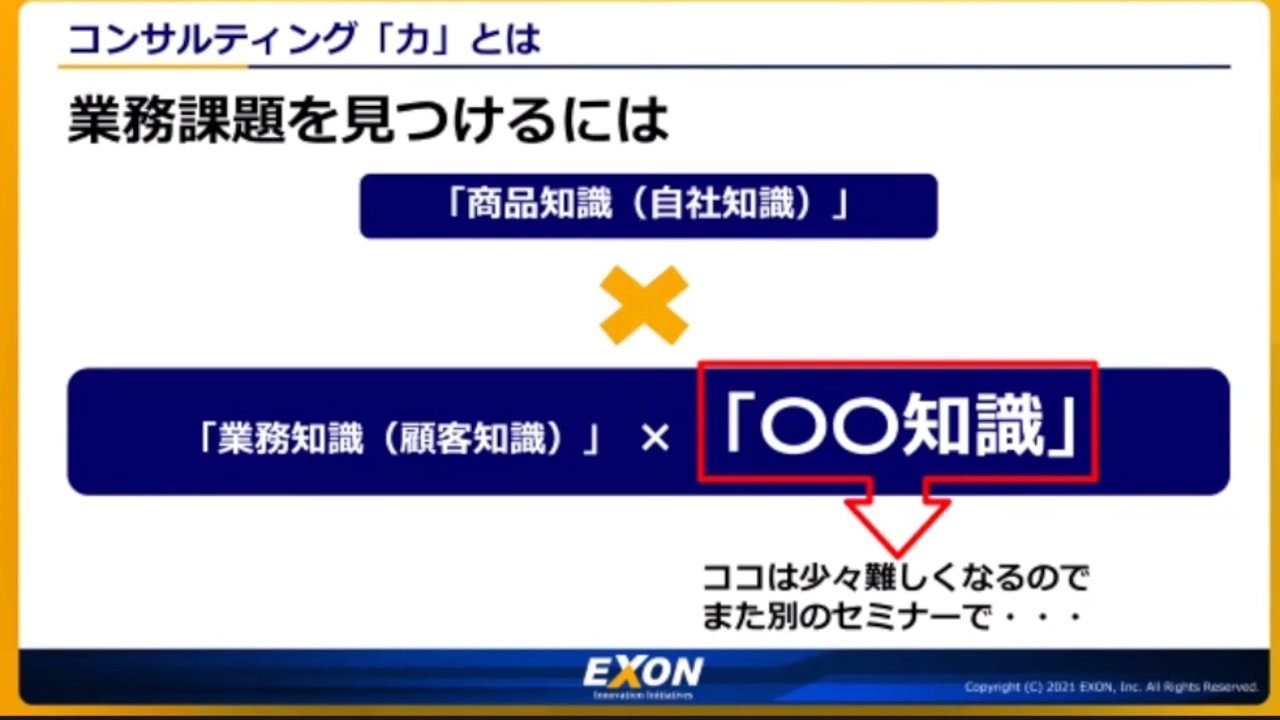 コンサルティング「力」とは
業務課題を見つけるには
「商品知識（自社知識）」
「業務知識（顧客知識）」 × 「〇〇知識」
ココは少々難しくなるので
また別のセミナーで・・・
EXON
Innovation Initiatives
Copyright (C) 2021 EXON, Inc. All Rights Reserved.